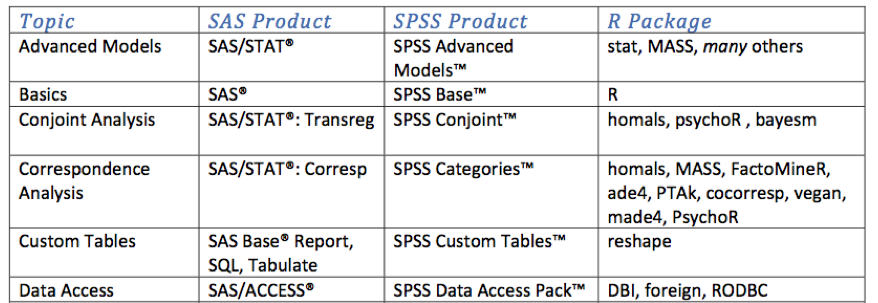 Topic SAS Product SPSS Product R Package
Advanced Models SAS/STAT® SPSS Advanced Models™ stat, MASS, many others
Basics SAS® SPSS Base™ R
Conjoint Analysis SAS/STAT®: Transreg SPSS Conjoint™ homals, psychoR , bayesm
Correspondence Analysis SAS/STAT®: Corresp SPSS Categories™ homals, MASS, FactoMineR,
ade4, PTAk, cocorresp, vegan,
made4, PsychoR
Custom Tables SAS Base® Report, SPSS Custom Tables™ reshape
SQL, Tabulate
Data Access SAS/ACCESS® SPSS Data Access Pack™ DBI, foreign, RODBC